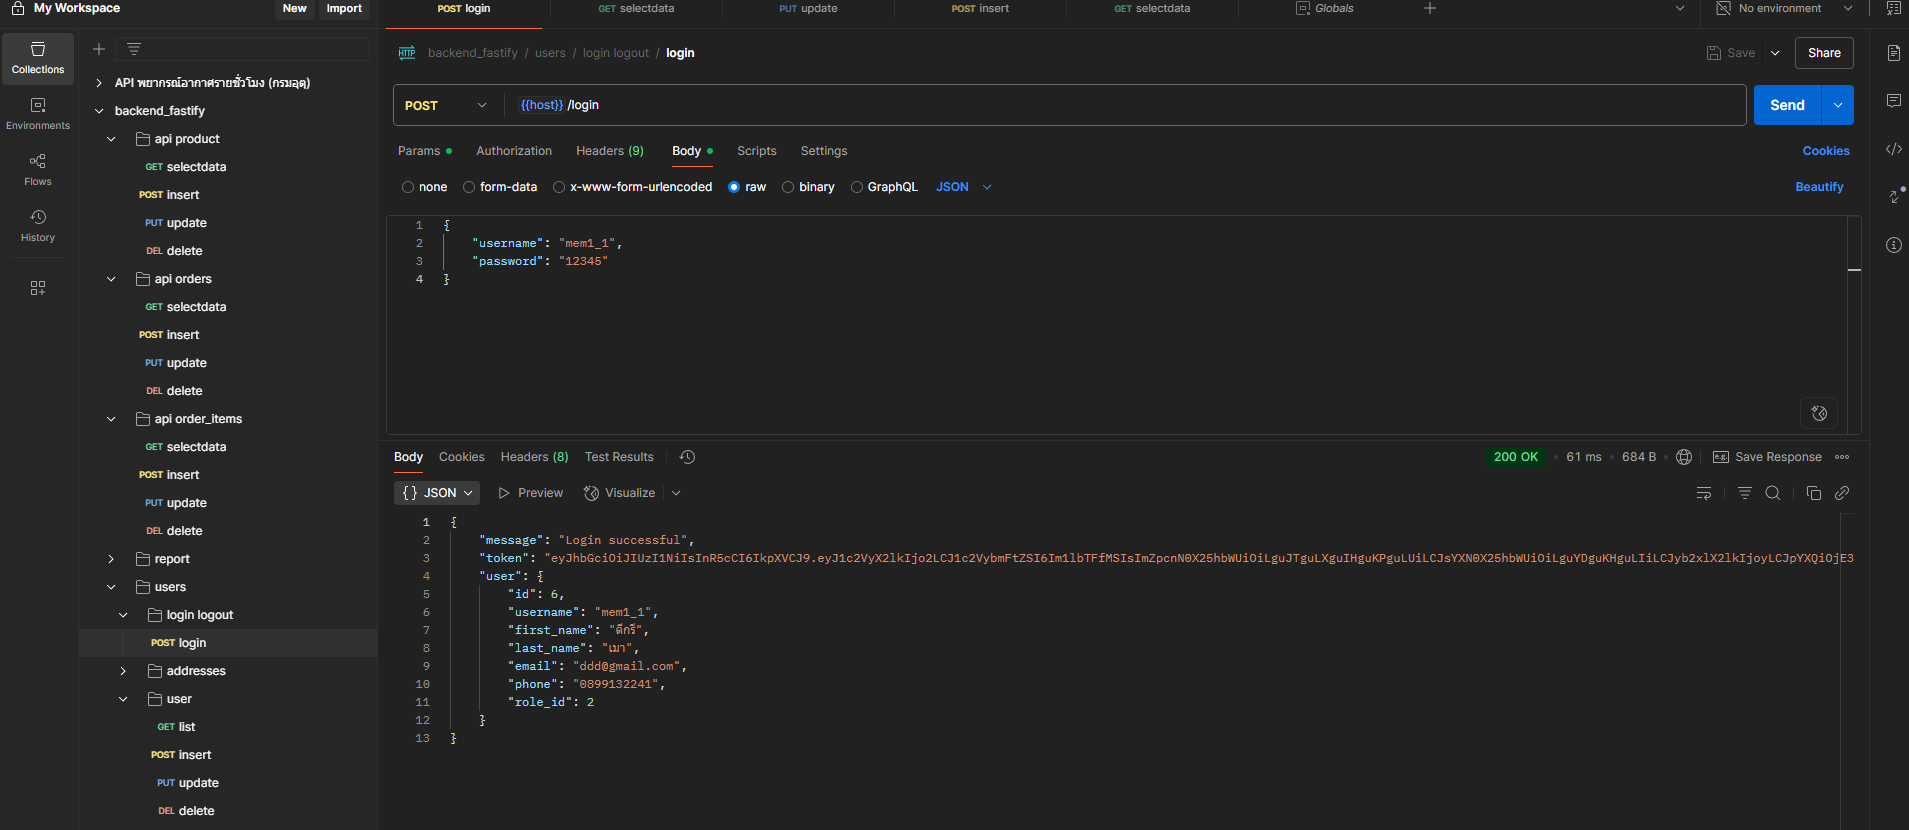 My Workspace
New
Import
POST login
GET selectdata
PUT update
POST insert
GET selectdata
Globals
No environment
Collections
Environments
Flows
History
API พยากรณ์อากาศรายชั่วโมง (กรมอุตุ)
backend_fastify
api product
GET selectdata
POST insert
PUT update
DEL delete
api orders
GET selectdata
POST insert
PUT update
DEL delete
api order_items
GET selectdata
POST insert
PUT update
DEL delete
report
users
login logout
POST login
addresses
user
GET list
POST insert
PUT update
DEL delete
HTTP backend_fastify / users / login logout / login
Save
Share
POST {{host}} /login
Send
Params
Authorization
Headers (9)
Body
Scripts
Settings
Cookies
none
form-data
x-www-form-urlencoded
raw
binary
GraphQL
JSON
Beautify
1 {
2 "username": "mem1_1",
3 "password": "12345"
4 }
Body
Cookies
Headers (8)
Test Results
200 OK
61 ms
684 B
e.g. Save Response
{} JSON
Preview
Visualize
1 {
2 "message": "Login successful",
3 "token": "eyJhbGciOiJIUzI1NiIsInR5cCI6IkpXVCJ9.eyJ1c2VyX2lkIjo2LCJ1c2VybmFtZSI6Im1lbTFfMSIsImZpcnN0X25hbWUiOiLguJTguLXguIHguKPguLUiLCJsYXN0X25hbWUiOiLguYDguKHguLIiLCJyb2xlX2lkIjoyLCJpYXQiOjE3
4 "user": {
5 "id": 6,
6 "username": "mem1_1",
7 "first_name": "ดีกรี",
8 "last_name": "เมา",
9 "email": "ddd@gmail.com",
10 "phone": "0899132241",
11 "role_id": 2
12 }
13 }